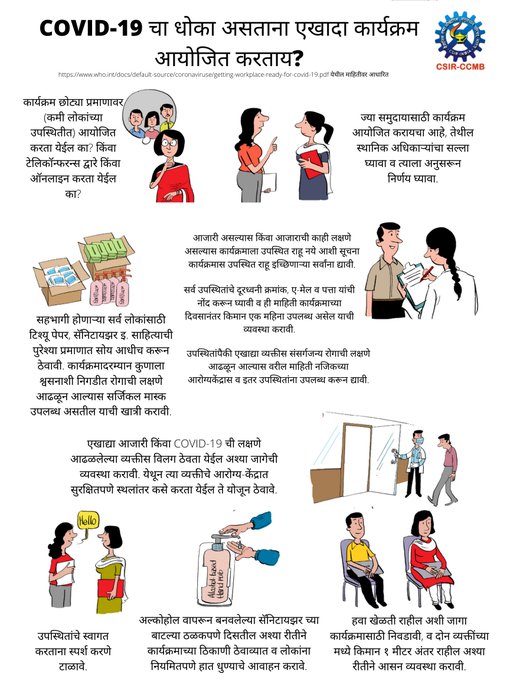 COVID-19 चा धोका असताना एखादा कार्यक्रम
आयोजित करताय?
CSIR-CCMB
https://www.who.int/docs/default-source/coronaviruse/getting-workplace-ready-for-covid-19.pdf येथील माहितीवर आधारित
कार्यक्रम छोट्या प्रमाणावर
(कमी लोकांच्या
उपस्थितीत) आयोजित
करता येईल का? किंवा
टेलिकॉन्फरन्स द्वारे किंवा
ऑनलाइन करता येईल
का?
ज्या समुदायासाठी कार्यक्रम
आयोजित करायचा आहे, तेथील
स्थानिक अधिकाऱ्यांचा सल्ला
घ्यावा व त्याला अनुसरून
निर्णय घ्यावा.
आजारी असल्यास किंवा आजाराची काही लक्षणे
असल्यास कार्यक्रमाला उपस्थित राहू नये आशी सूचना
कार्यक्रमास उपस्थित राहू इच्छिणाऱ्या सर्वांना द्यावी.
सर्व उपस्थितांचे दूरध्वनी क्रमांक, ए-मेल व पत्ता यांची
नोंद करून घ्यावी व ही माहिती कार्यक्रमाच्या
दिवसानंतर किमान एक महिना उपलब्ध असेल याची
व्यवस्था करावी.
उपस्थितांपैकी एखाद्या व्यक्तीस संसर्गजन्य रोगाची लक्षणे
आढळून आल्यास वरील माहिती नजिकच्या
आरोग्यकेंद्रास व इतर उपस्थितांना उपलब्ध करून द्यावी.
सहभागी होणाऱ्या सर्व लोकांसाठी
टिश्यू पेपर, सॅनिटायझर इ. साहित्याची
पुरेश्या प्रमाणात सोय आधीच करून
ठेवावी. कार्यक्रमादरम्यान कुणाला
श्वसनाशी निगडीत रोगाची लक्षणे
आढळून आल्यास सर्जिकल मास्क
उपलब्ध असतील याची खात्री करावी.
एखाद्या आजारी किंवा COVID-19 ची लक्षणे
आढळलेल्या व्यक्तीस विलग ठेवता येईल अश्या जागेची
व्यवस्था करावी. येथून त्या व्यक्तीचे आरोग्य-केंद्रात
सुरक्षितपणे स्थलांतर कसे करता येईल ते योजून ठेवावे.
Hello
Alcohol based
Hand rub
उपस्थितांचे स्वागत
करताना स्पर्श करणे
टाळावे.
अल्कोहोल वापरून बनवलेल्या सॅनिटायझर च्या
बाटल्या ठळकपणे दिसतील अश्या रीतीने
कार्यक्रमाच्या ठिकाणी ठेवाव्यात व लोकांना
नियमितपणे हात धुण्याचे आवाहन करावे.
हवा खेळती राहील अशी जागा
कार्यक्रमासाठी निवडावी, व दोन व्यक्तींच्या
मध्ये किमान १ मीटर अंतर राहील अश्या
रीतीने आसन व्यवस्था करावी.